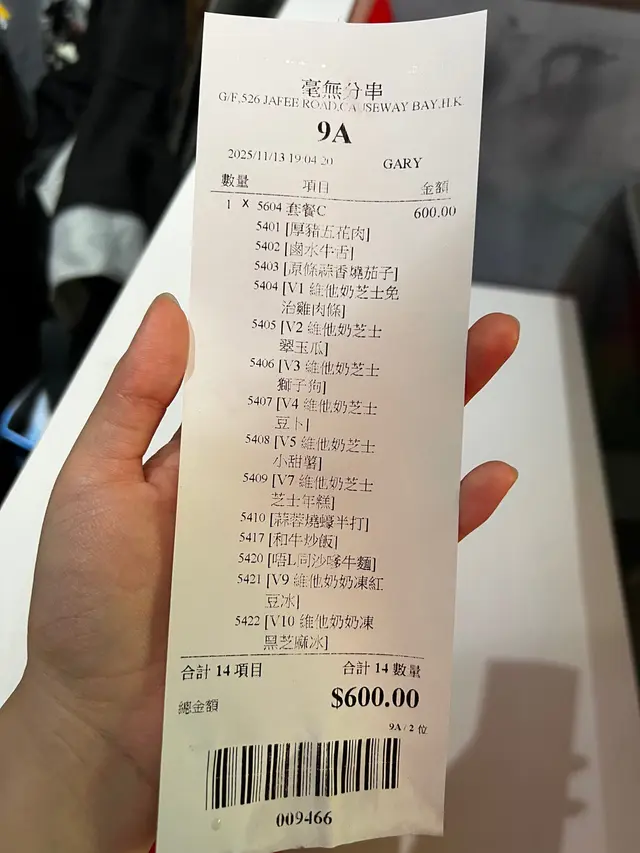 毫無分串
G/F,526 JAFEE ROAD,CAUSEWAY BAY,H.K.
9A
2025/11/13 19:04:20 GARY
數量 項目 金額
1 X 5604 套餐C 600.00
5401 [厚豬五花肉]
5402 [鹵水牛舌]
5403 [原條蒜香燒茄子]
5404 [V1 維他奶芝士免
治雞肉條]
5405 [V2 維他奶芝士
翠玉瓜]
5406 [V3 維他奶芝士
獅子狗]
5407 [V4 維他奶芝士
豆卜]
5408 [V5 維他奶芝士
小甜薯]
5409 [V7 維他奶芝士
芝士年糕]
5410 [蒜蓉燒蠔半打]
5417 [和牛炒飯]
5420 [唔L同沙嗲牛麵]
5421 [V9 維他奶奶凍紅
豆冰]
5422 [V10 維他奶奶凍
黑芝麻冰]
合計 14 項目 合計 14 數量
總金額 $600.00
9A / 2 位
009466